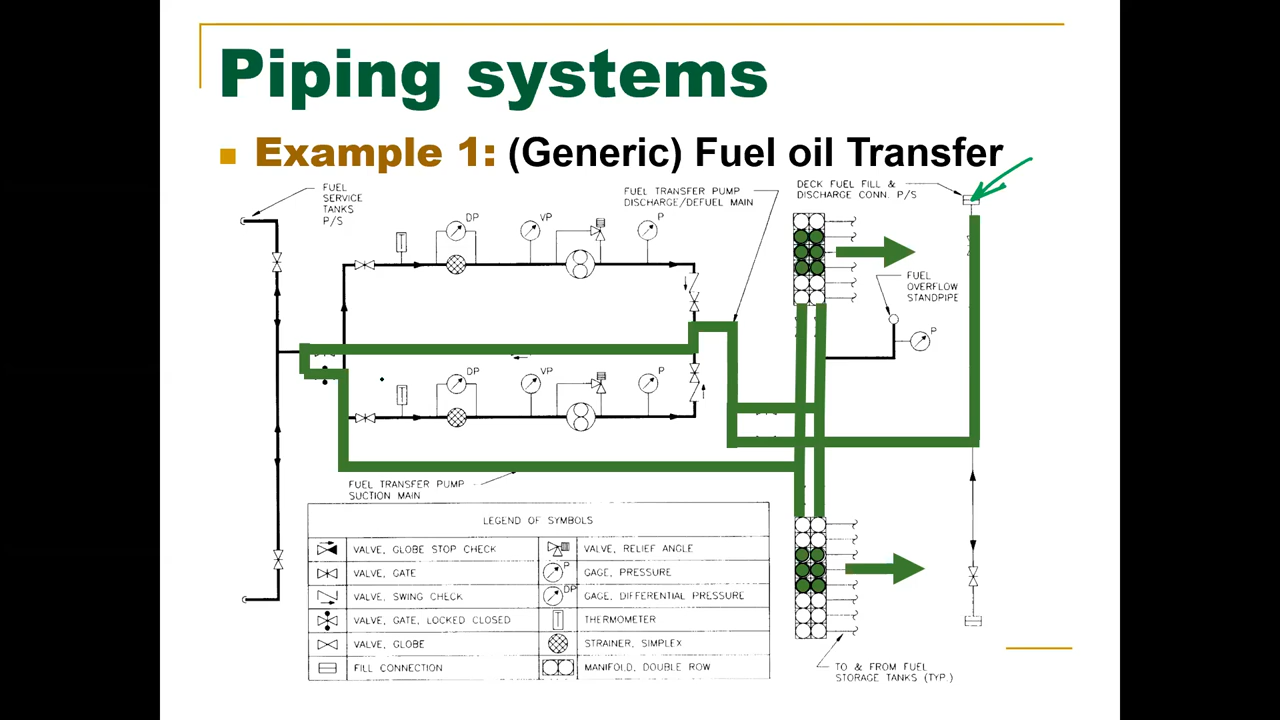 Piping systems
Example 1: (Generic) Fuel oil Transfer
FUEL
SERVICE
TANKS
P/S
FUEL TRANSFER PUMP
DISCHARGE/DEFUEL MAIN
DECK FUEL FILL &
DISCHARGE CONN. P/S
DP
VP
P
FUEL
OVERFLOW
STANDPIPE
P
DP
VP
P
FUEL TRANSFER PUMP
SUCTION MAIN
LEGEND OF SYMBOLS
VALVE, GLOBE STOP CHECK
VALVE, RELIEF ANGLE
VALVE, GATE
P
GAGE, PRESSURE
VALVE, SWING CHECK
DP
GAGE, DIFFERENTIAL PRESSURE
VALVE, GATE, LOCKED CLOSED
THERMOMETER
VALVE, GLOBE
STRAINER, SIMPLEX
FILL CONNECTION
MANIFOLD, DOUBLE ROW
TO & FROM FUEL
STORAGE TANKS (TYP.)